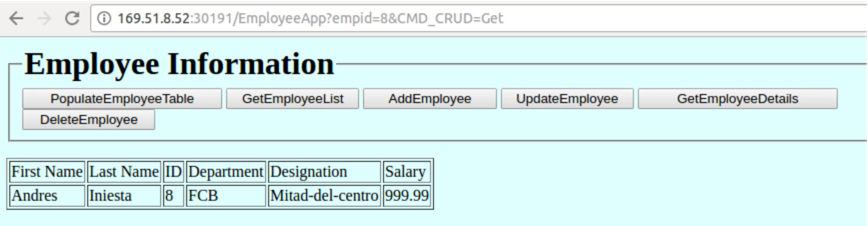 169.51.8.52:30191/EmployeeApp?empid=8&CMD_CRUD=Get
Employee Information
PopulateEmployeeTable GetEmployeeList AddEmployee UpdateEmployee GetEmployeeDetails
DeleteEmployee
First Name Last Name ID Department Designation Salary
Andres Iniesta 8 FCB Mitad-del-centro 999.99